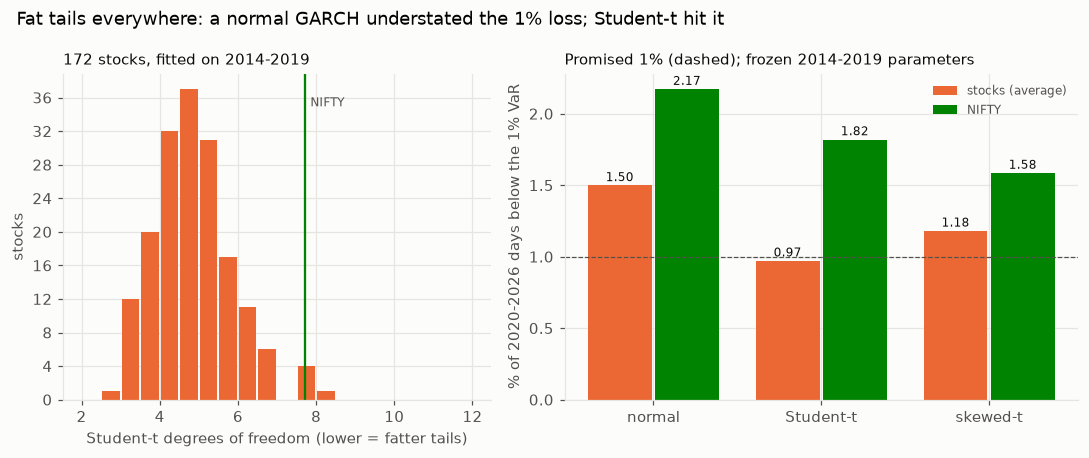 Fat tails everywhere: a normal GARCH understated the 1% loss; Student-t hit it
172 stocks, fitted on 2014-2019
stocks
36
32
28
24
20
16
12
8
4
0
NIFTY
2
4
6
8
10
12
Student-t degrees of freedom (lower = fatter tails)
Promised 1% (dashed); frozen 2014-2019 parameters
% of 2020-2026 days below the 1% VaR
2.0
1.5
1.0
0.5
0.0
stocks (average)
NIFTY
1.50
2.17
0.97
1.82
1.18
1.58
normal
Student-t
skewed-t